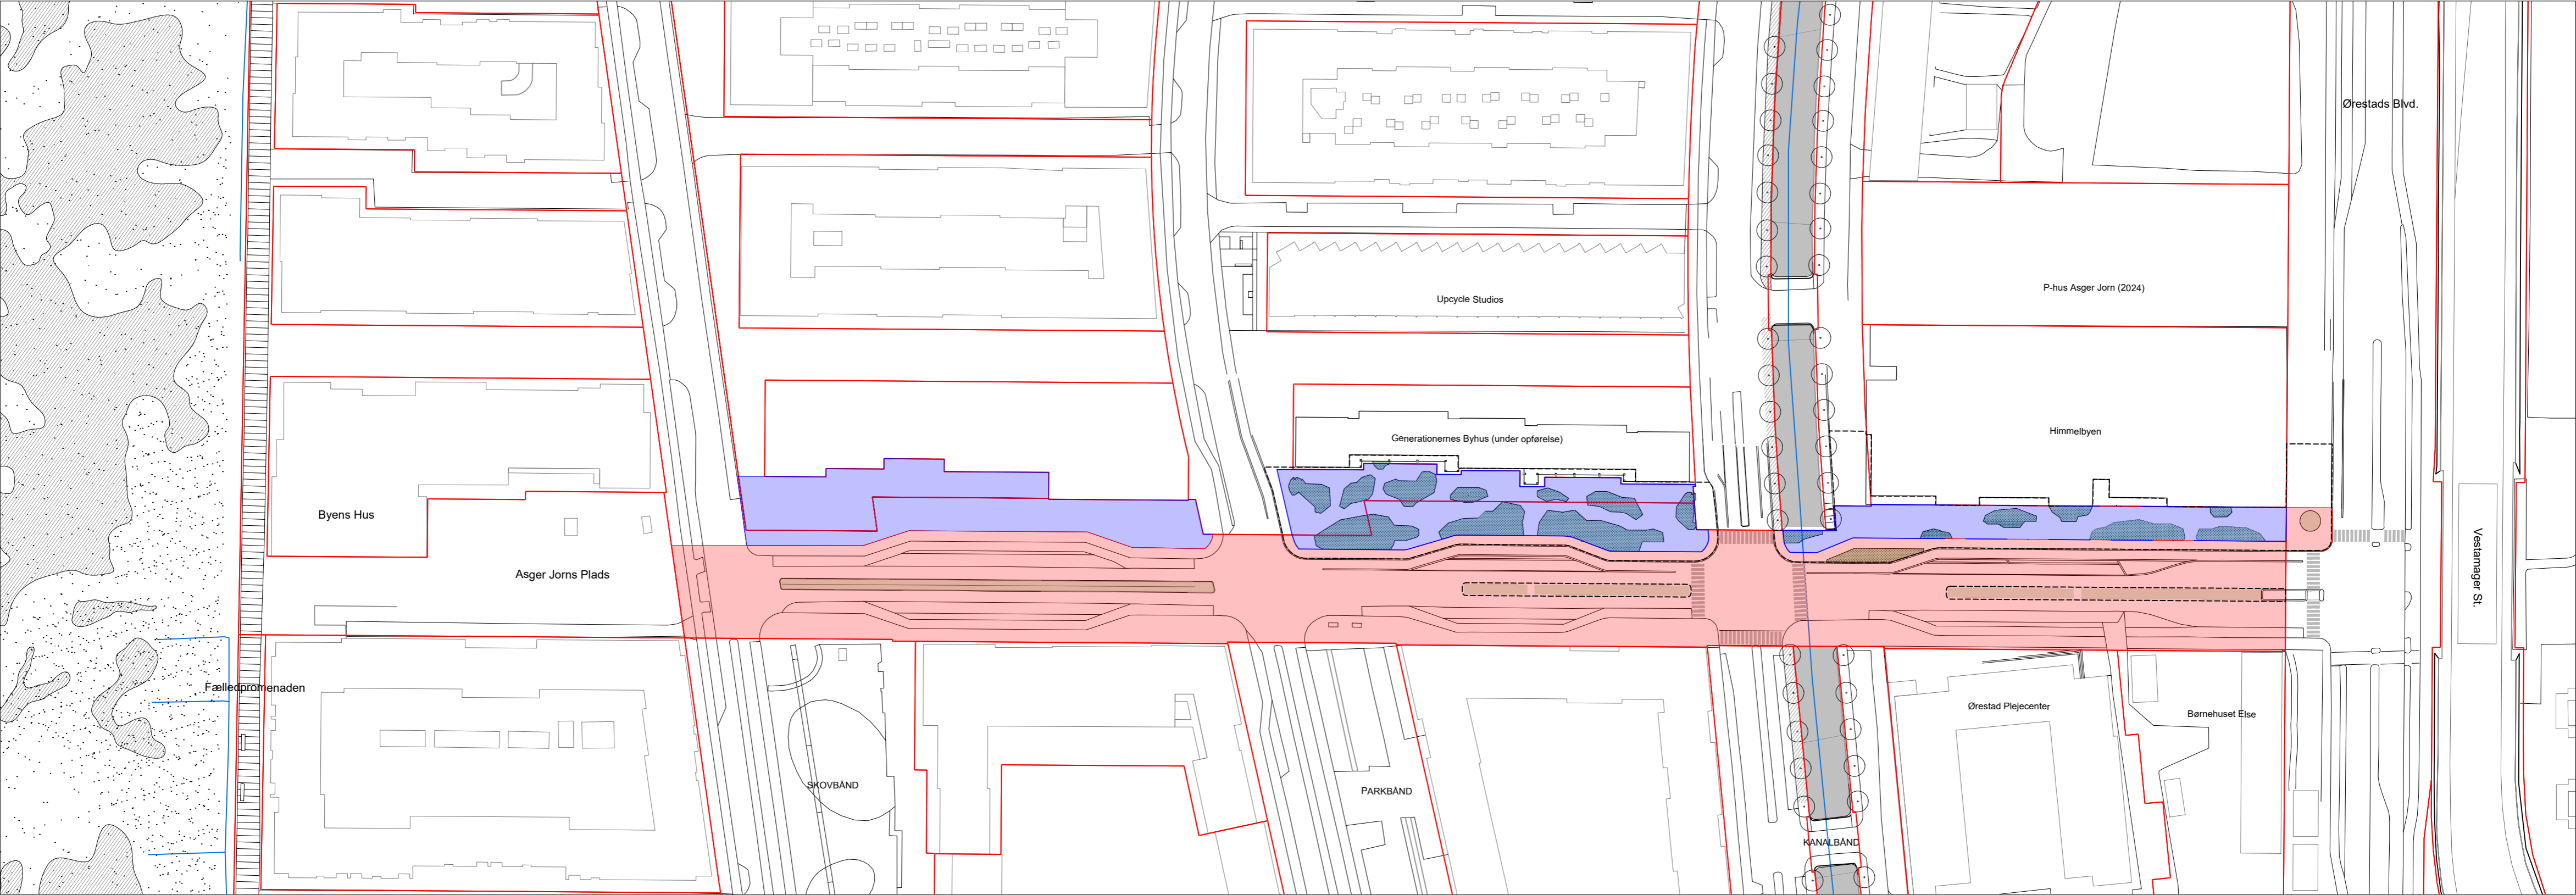 Ørestads Blvd.
P-hus Asger Jorn (2024)
Upcycle Studios
Himmelbyen
Generationernes Byhus (under opførelse)
Byens Hus
Asger Jorns Plads
Vestamager St.
Fælledpromenaden
Ørestad Plejecenter
Børnehuset Else
SKOVBÅND
PARKBÅND
KANALBÅND